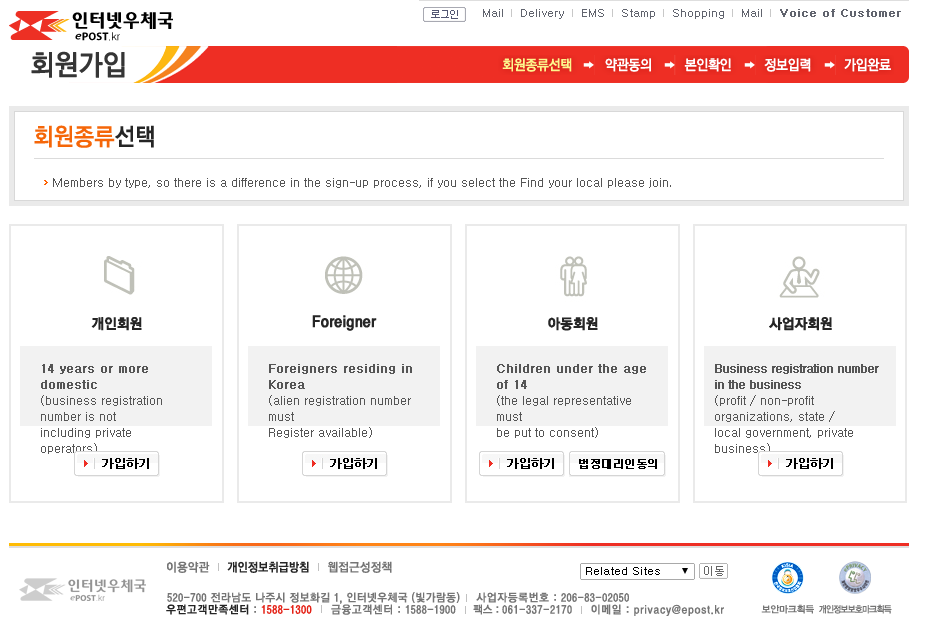 인터넷우체국
ePOST.kr
로그인 Mail Delivery EMS Stamp Shopping Mail Voice of Customer
회원가입
회원종류선택 ➡ 약관동의 ➡ 본인확인 ➡ 정보입력 ➡ 가입완료
회원종류선택
Members by type, so there is a difference in the sign-up process, if you select the Find your local please join.
개인회원
14 years or more
domestic
(business registration
number is not
including private
operators)
가입하기
Foreigner
Foreigners residing in
Korea
(alien registration number
must
Register available)
가입하기
아동회원
Children under the age
of 14
(the legal representative
must
be put to consent)
가입하기 법정대리인동의
사업자회원
Business registration number
in the business
(profit / non-profit
organizations, state /
local government, private
business)
가입하기
인터넷우체국
ePOST.kr
이용약관 개인정보취급방침 웹접근성정책
520-700 전라남도 나주시 정보화길 1, 인터넷우체국 (빛가람동) 사업자등록번호 : 206-83-02050
우편고객만족센터 : 1588-1300 금융고객센터 : 1588-1900 팩스 : 061-337-2170 이메일 : privacy@epost.kr
Related Sites ▼ 이동
보안마크획득 개인정보보호마크획득